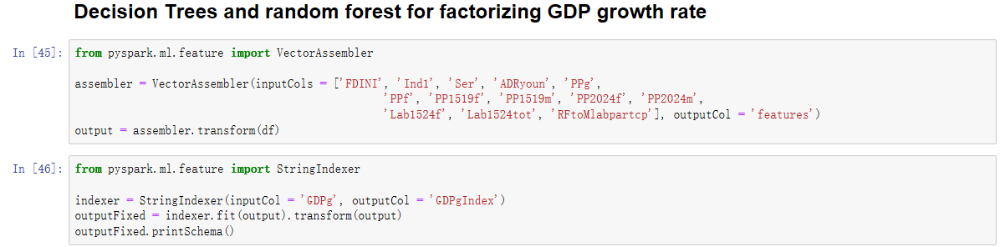 Decision Trees and random forest for factorizing GDP growth rate
In [45]: from pyspark.ml.feature import VectorAssembler
assembler = VectorAssembler(inputCols = ['FDINI', 'Ind1', 'Ser', 'ADRyoun', 'PPg',
'PPf', 'PP1519f', 'PP1519m', 'PP2024f', 'PP2024m',
'Lab1524f', 'Lab1524tot', 'RFtoMlabpartcp'], outputCol = 'features')
output = assembler.transform(df)
In [46]: from pyspark.ml.feature import StringIndexer
indexer = StringIndexer(inputCol = 'GDPg', outputCol = 'GDPgIndex')
outputFixed = indexer.fit(output).transform(output)
outputFixed.printSchema()